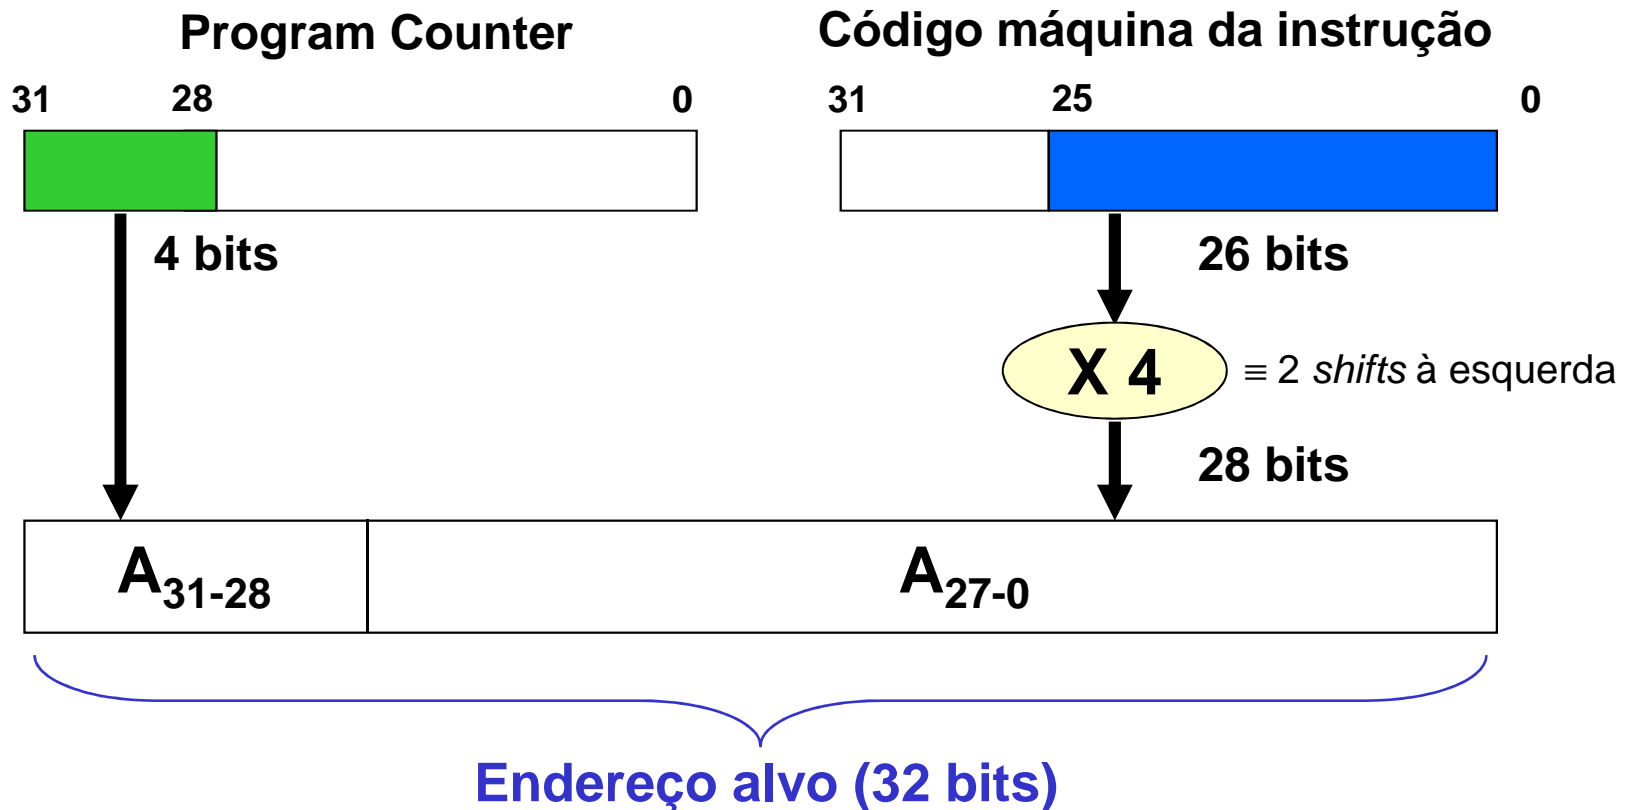 Program Counter
Código máquina da instrução
31 28 0
31 25 0
4 bits
26 bits
X 4
≡ 2 shifts à esquerda
28 bits
A31-28
A27-0
Endereço alvo (32 bits)